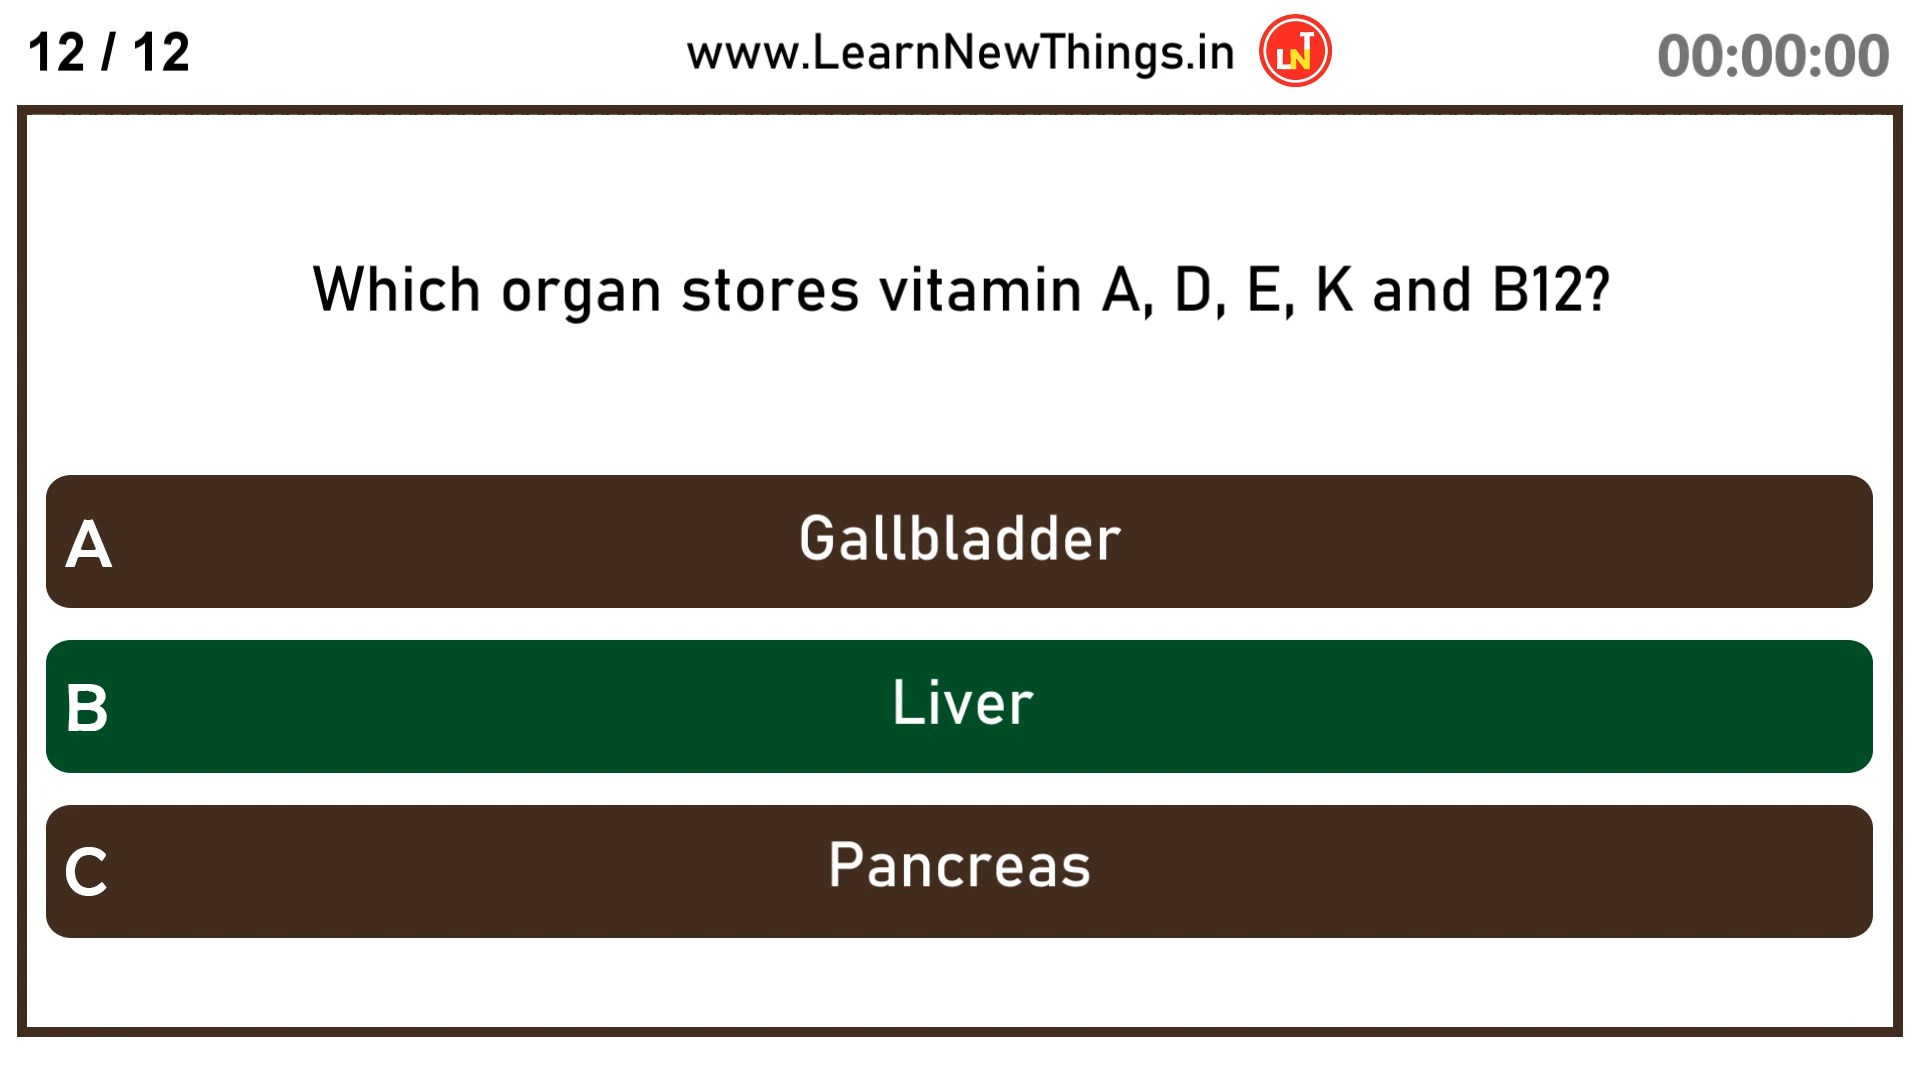 12 / 12
www.LearnNewThings.in
LNT
00:00:00
Which organ stores vitamin A, D, E, K and B12?
A Gallbladder
B Liver
C Pancreas